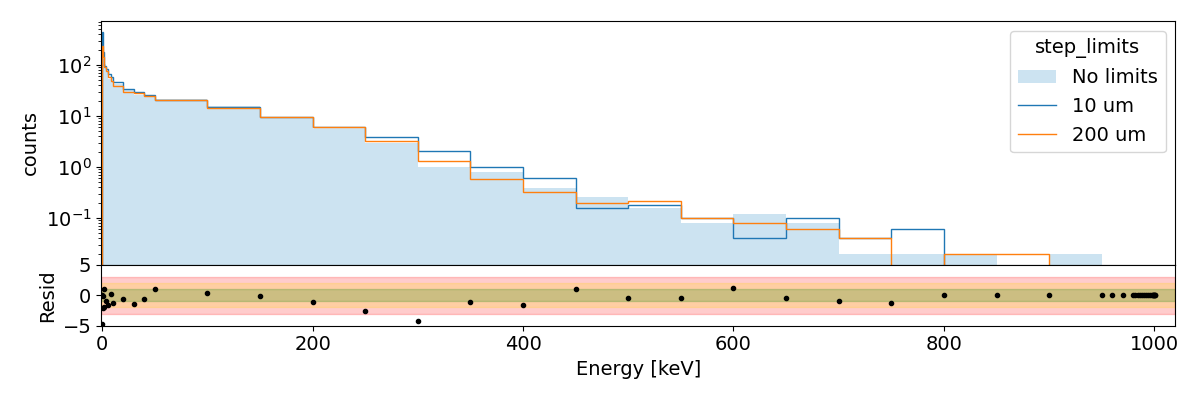 step_limits
No limits
10 um
200 um
counts
10²
10¹
10⁰
10⁻¹
Resid
5
0
−5
0 200 400 600 800 1000
Energy [keV]